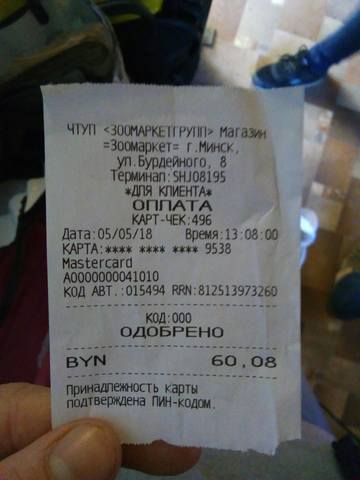 ЧТУП <ЗООМАРКЕТГРУПП> Магазин
=Зоомаркет= г.Минск,
ул.Бурдейного, 8
Терминал:SHJ08195
*ДЛЯ КЛИЕНТА*
ОПЛАТА
КАРТ-ЧЕК:496
Дата:05/05/18 Время:13:08:00
КАРТА:**** **** **** 9538
Mastercard
A0000000041010
КОД АВТ.:015494 RRN:812513973260
КОД:000
ОДОБРЕНО
BYN 60,08
Принадлежность карты
подтверждена ПИН-кодом.